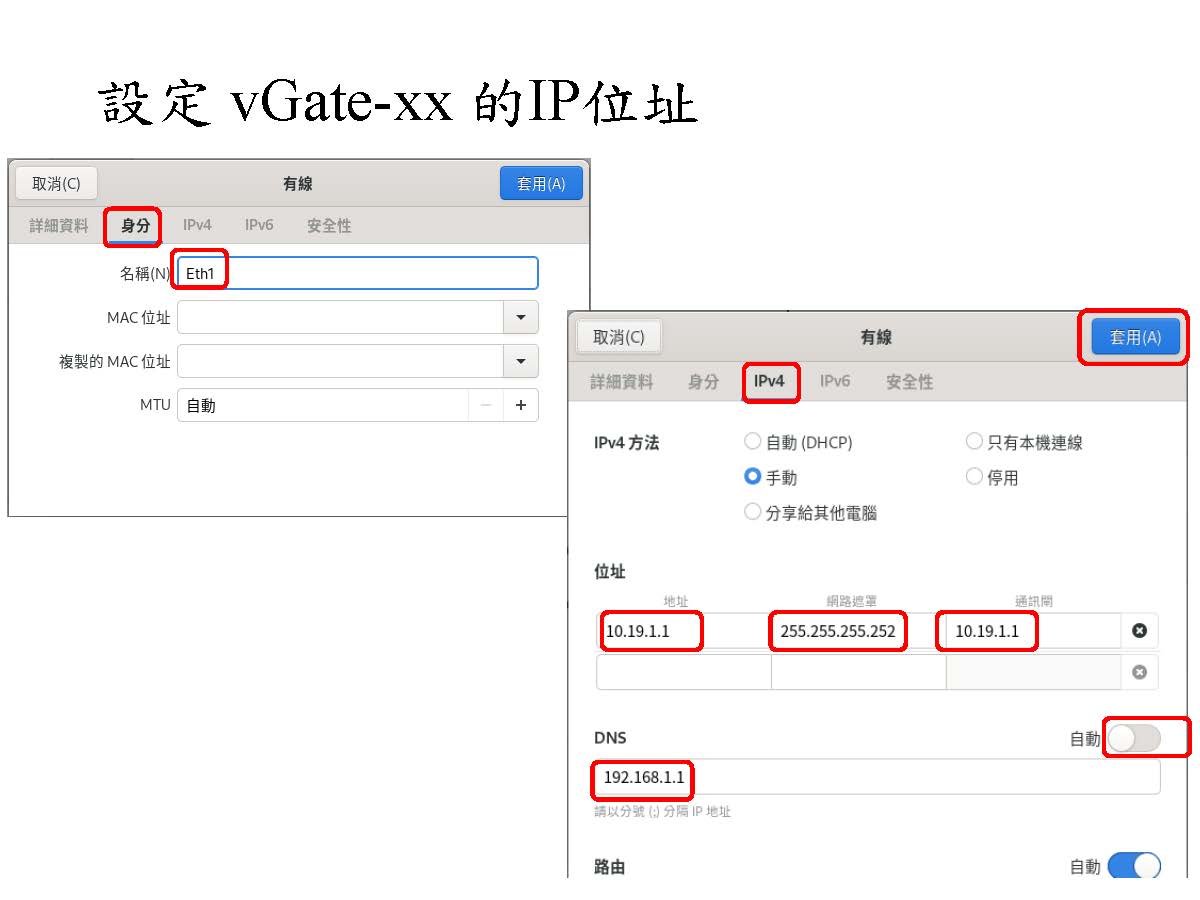 設定 vGate-xx 的IP位址
取消(C) 有線 套用(A)
詳細資料 身分 IPv4 IPv6 安全性
名稱(N) Eth1
MAC 位址
複製的 MAC 位址
MTU 自動 − +
取消(C) 有線 套用(A)
詳細資料 身分 IPv4 IPv6 安全性
IPv4 方法 自動 (DHCP) 只有本機連線
手動 停用
分享給其他電腦
位址
地址 網路遮罩 通訊閘
10.19.1.1 255.255.255.252 10.19.1.1
DNS 自動
192.168.1.1
請以分號 (;) 分隔 IP 地址
路由 自動